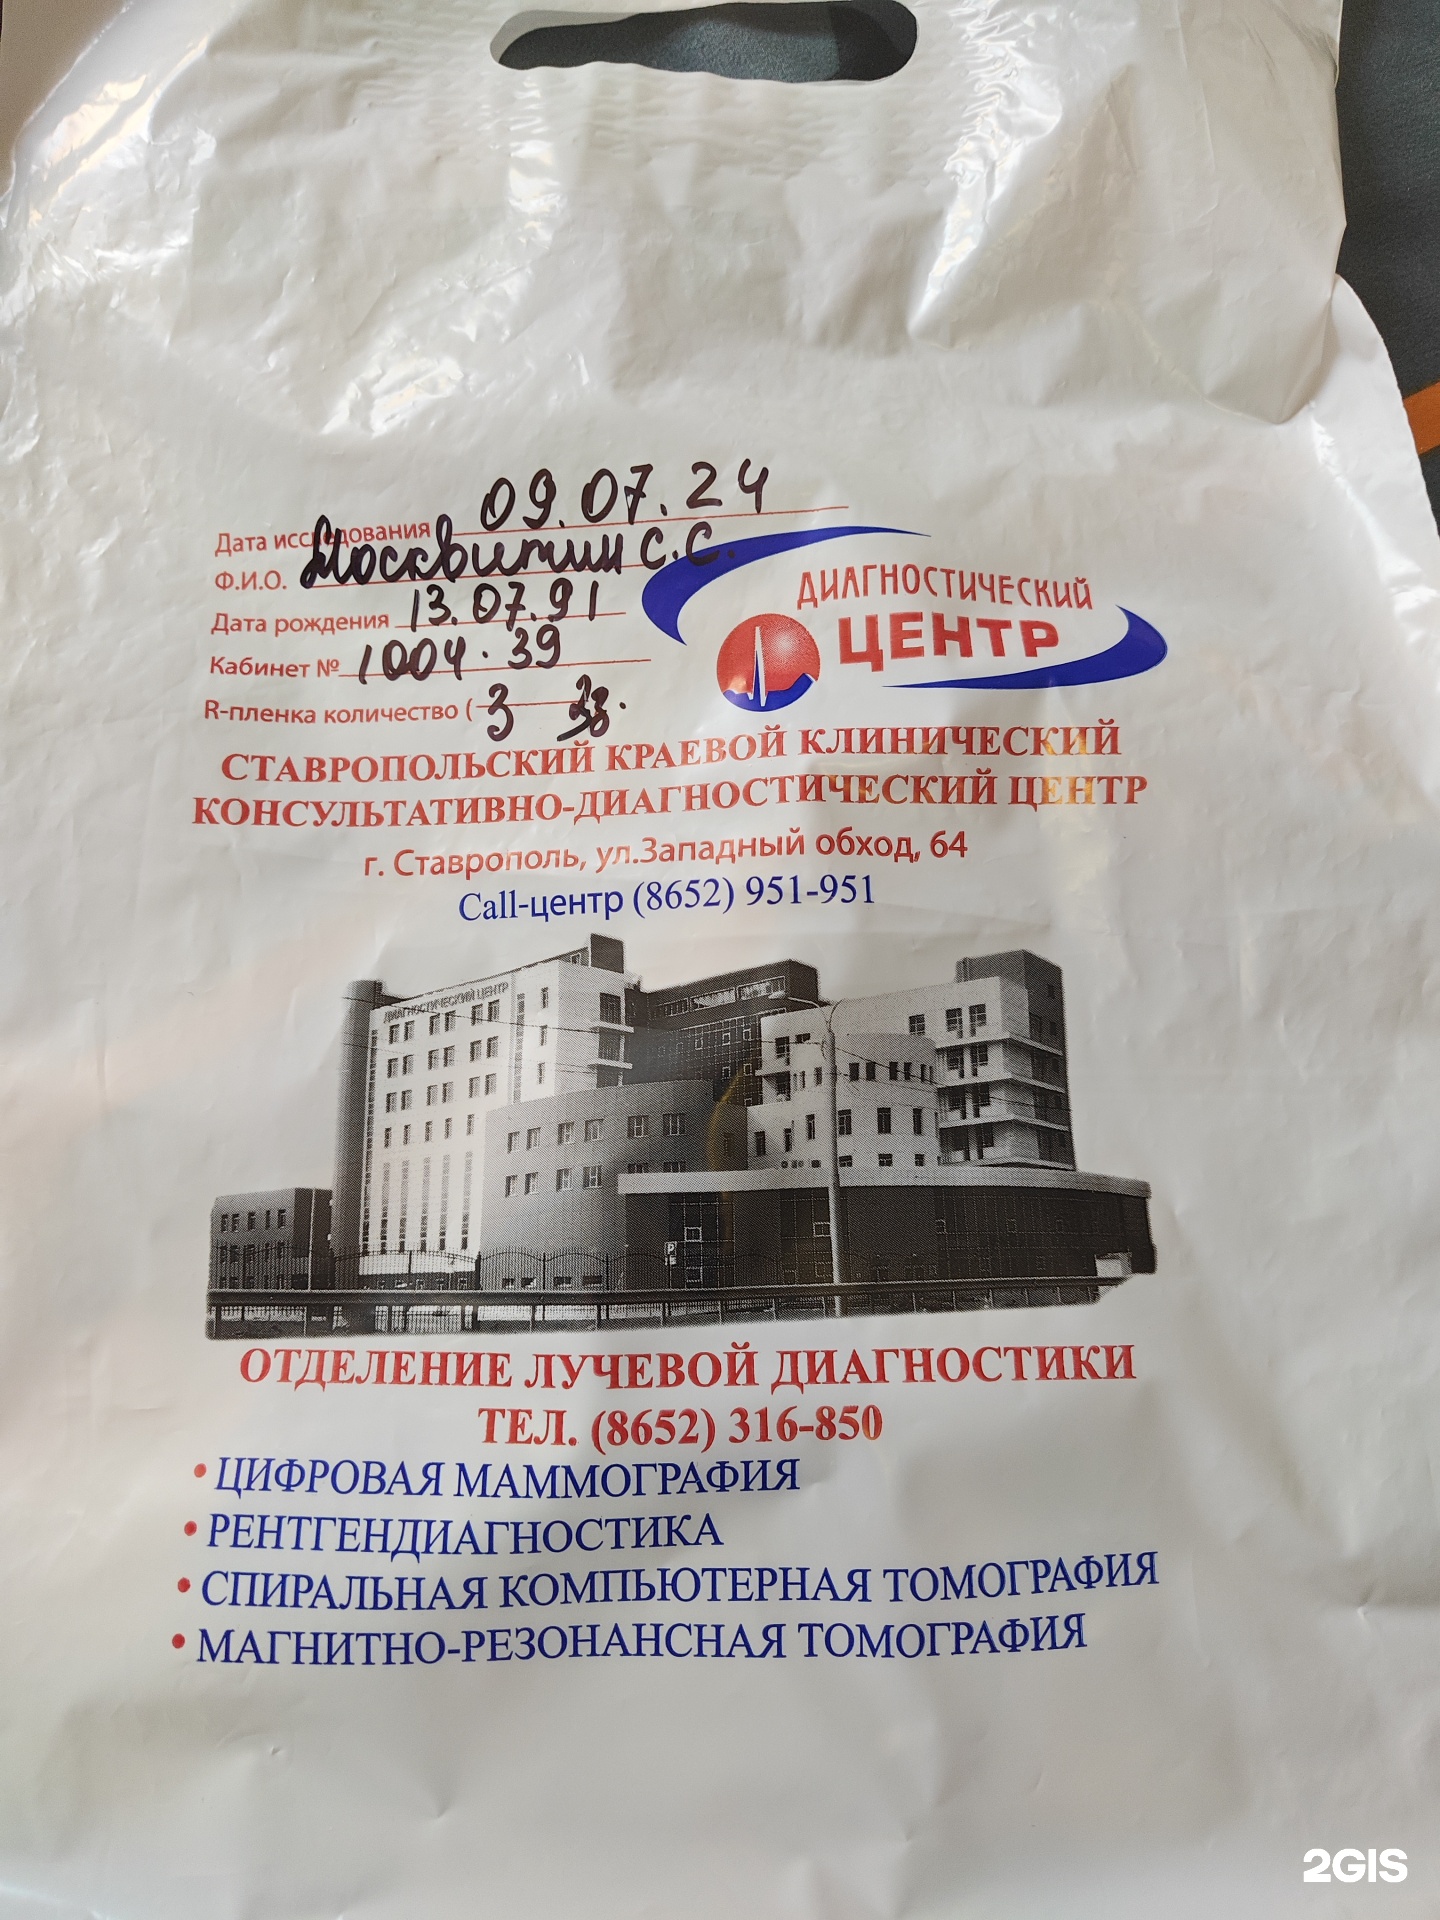 Дата исследования 09.07.24
Ф.И.О. Москвитин С.С.
Дата рождения 13.07.91
Кабинет № 1004.39
R-пленка количество ( 3
ДИАГНОСТИЧЕСКИЙ
ЦЕНТР
СТАВРОПОЛЬСКИЙ КРАЕВОЙ КЛИНИЧЕСКИЙ
КОНСУЛЬТАТИВНО-ДИАГНОСТИЧЕСКИЙ ЦЕНТР
г. Ставрополь, ул.Западный обход, 64
Call-центр (8652) 951-951
ДИАГНОСТИЧЕСКИЙ ЦЕНТР
P
ОТДЕЛЕНИЕ ЛУЧЕВОЙ ДИАГНОСТИКИ
ТЕЛ. (8652) 316-850
• ЦИФРОВАЯ МАММОГРАФИЯ
• РЕНТГЕНДИАГНОСТИКА
• СПИРАЛЬНАЯ КОМПЬЮТЕРНАЯ ТОМОГРАФИЯ
• МАГНИТНО-РЕЗОНАНСНАЯ ТОМОГРАФИЯ
2GIS